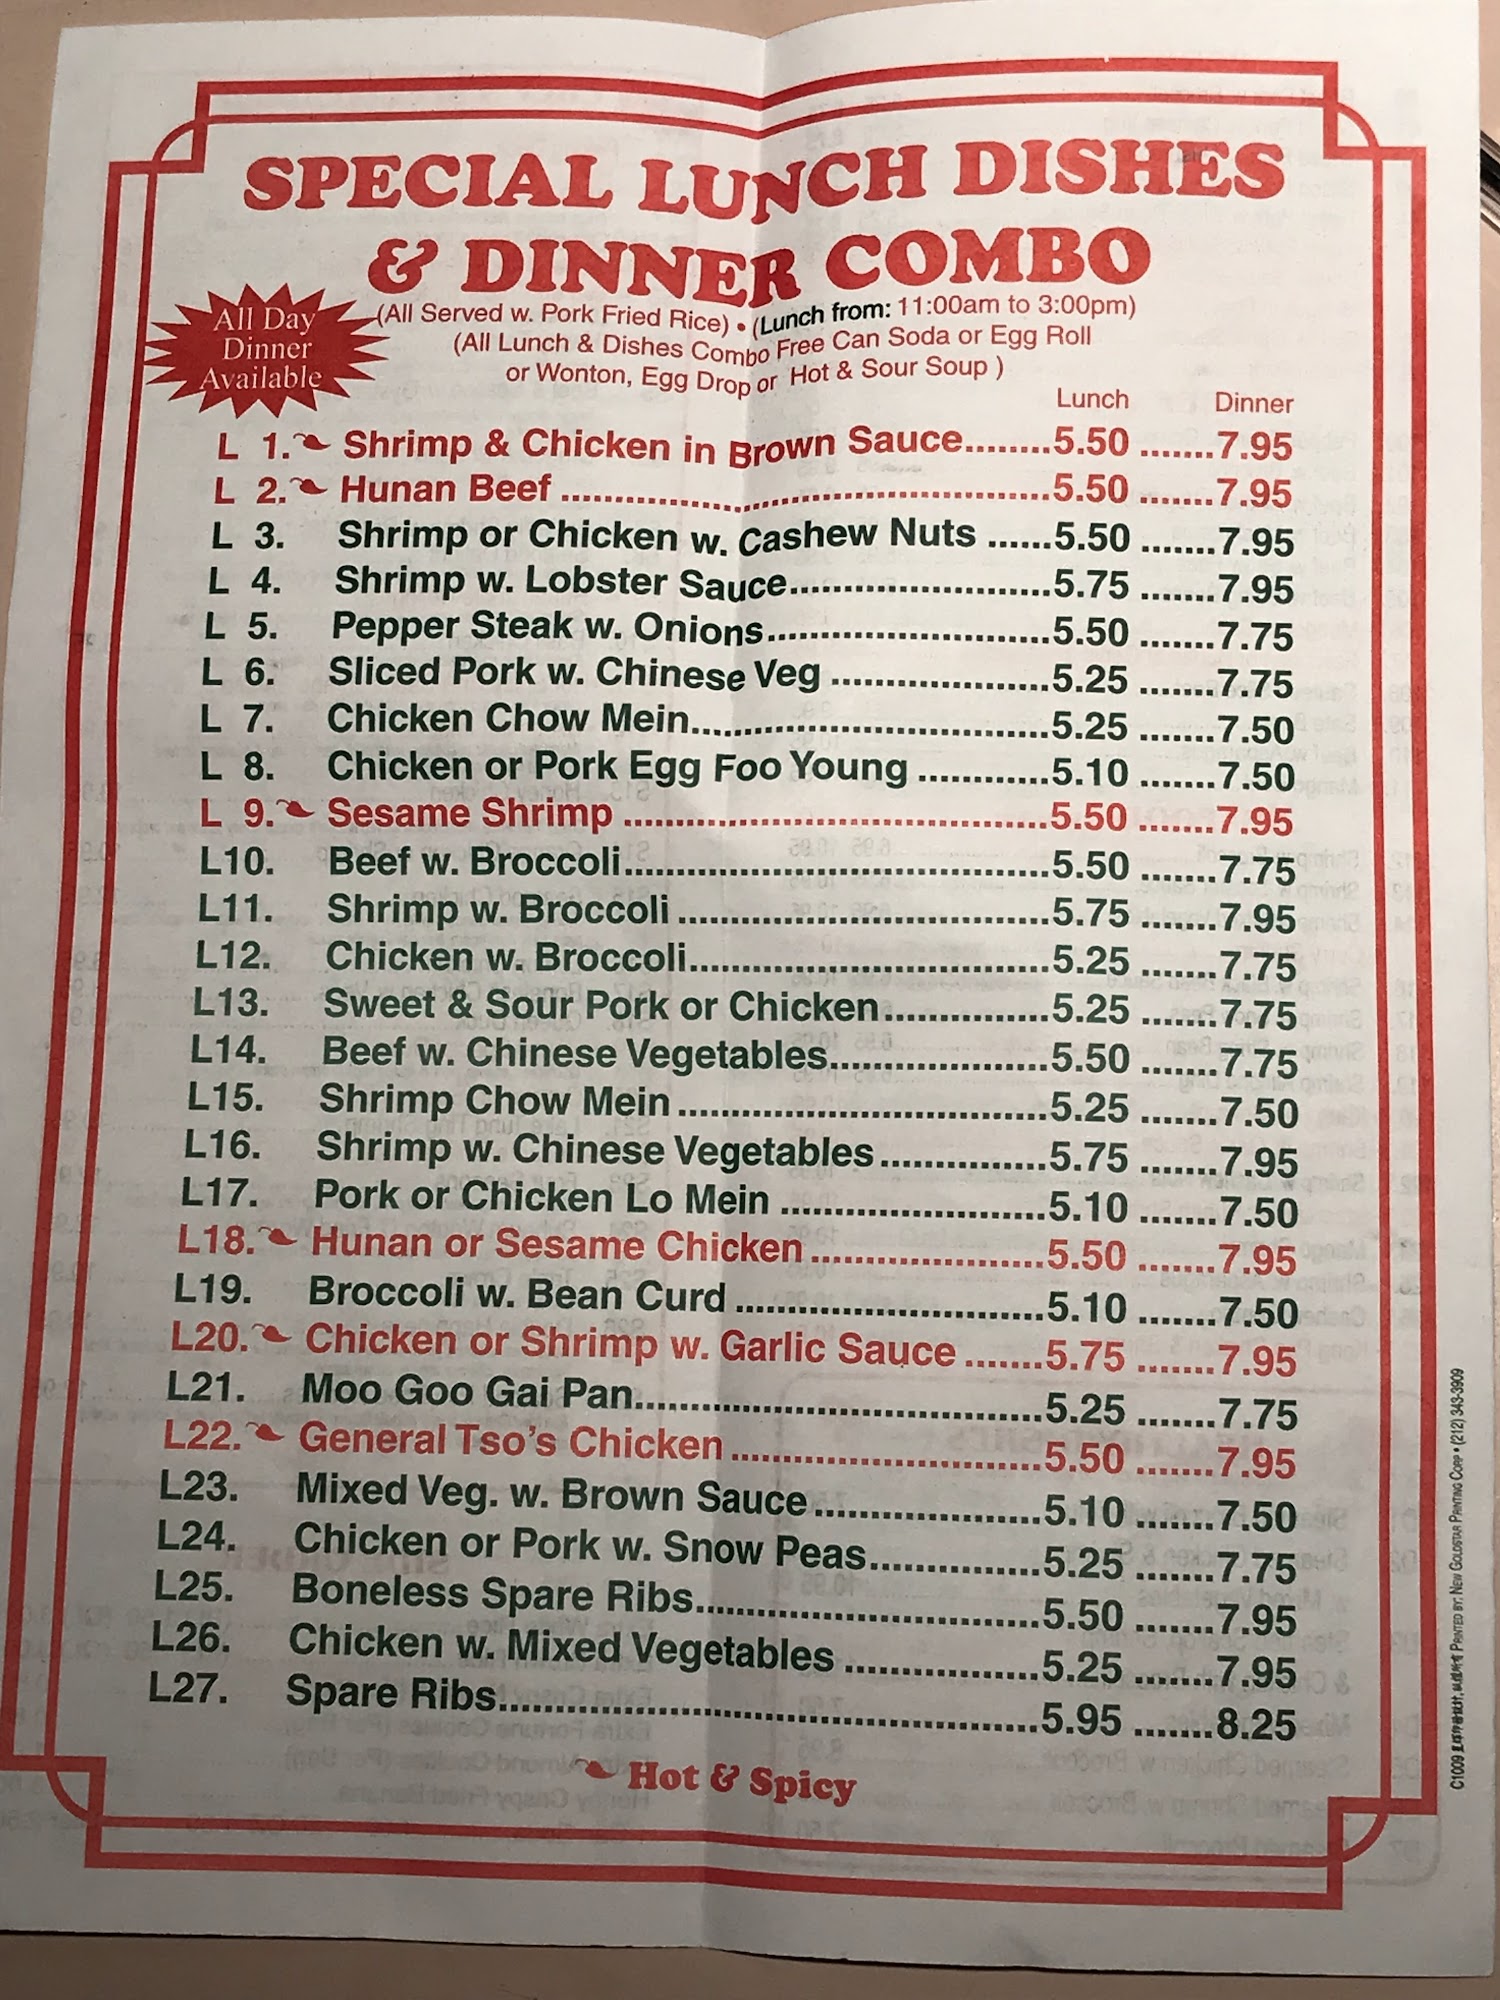 SPECIAL LUNCH DISHES
& DINNER COMBO
All Day
Dinner
Available
(All Served w. Pork Fried Rice) • (Lunch from: 11:00am to 3:00pm)
(All Lunch & Dishes Combo Free Can Soda or Egg Roll
or Wonton, Egg Drop or Hot & Sour Soup )
Lunch Dinner
L 1. Shrimp & Chicken in Brown Sauce........5.50 .......7.95
L 2. Hunan Beef ..........................................5.50 .......7.95
L 3. Shrimp or Chicken w. Cashew Nuts ......5.50 .......7.95
L 4. Shrimp w. Lobster Sauce.........................5.75 .......7.95
L 5. Pepper Steak w. Onions...........................5.50 .......7.75
L 6. Sliced Pork w. Chinese Veg .....................5.25 .......7.75
L 7. Chicken Chow Mein..................................5.25 .......7.50
L 8. Chicken or Pork Egg Foo Young ............5.10 .......7.50
L 9. Sesame Shrimp ........................................5.50 .......7.95
L10. Beef w. Broccoli.........................................5.50 .......7.75
L11. Shrimp w. Broccoli ...................................5.75 .......7.95
L12. Chicken w. Broccoli..................................5.25 .......7.75
L13. Sweet & Sour Pork or Chicken................5.25 .......7.75
L14. Beef w. Chinese Vegetables.....................5.50 .......7.75
L15. Shrimp Chow Mein ...................................5.25 .......7.50
L16. Shrimp w. Chinese Vegetables................5.75 .......7.95
L17. Pork or Chicken Lo Mein .........................5.10 .......7.50
L18. Hunan or Sesame Chicken ......................5.50 .......7.95
L19. Broccoli w. Bean Curd .............................5.10 .......7.50
L20. Chicken or Shrimp w. Garlic Sauce .......5.75 .......7.95
L21. Moo Goo Gai Pan......................................5.25 .......7.75
L22. General Tso's Chicken .............................5.50 .......7.95
L23. Mixed Veg. w. Brown Sauce.....................5.10 .......7.50
L24. Chicken or Pork w. Snow Peas................5.25 .......7.75
L25. Boneless Spare Ribs.................................5.50 .......7.95
L26. Chicken w. Mixed Vegetables ..................5.25 .......7.95
L27. Spare Ribs..................................................5.95 .......8.25
Hot & Spicy
C1009 PRINTED BY: NEW GOLDSTAR PRINTING CORP • (212) 343-3909